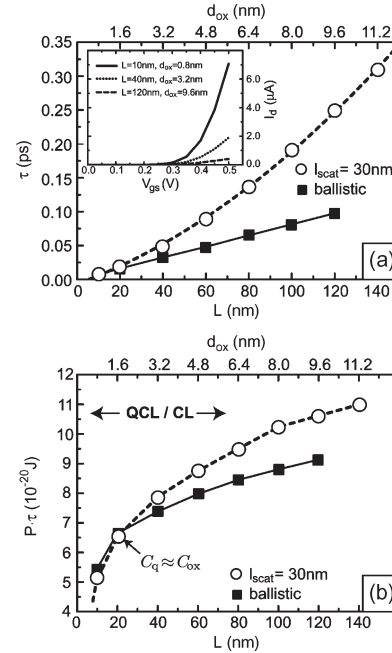 d_ox (nm)
1.6 3.2 4.8 6.4 8.0 9.6 11.2
(a)
0.35
0.30
0.25
0.20
0.15
0.10
0.05
0.00
τ (ps)
L=10nm, d_ox=0.8nm
L=40nm, d_ox=3.2nm
L=120nm, d_ox=9.6nm
6.0
4.0
2.0
0.0
I_d (μA)
0.0 0.1 0.2 0.3 0.4 0.5
V_gs (V)
l_scat = 30nm
ballistic
(a)
0 20 40 60 80 100 120 140
L (nm)
(b)
d_ox (nm)
1.6 3.2 4.8 6.4 8.0 9.6 11.2
12
11
10
9
8
7
6
5
4
P·τ (10⁻²⁰J)
QCL / CL
C_q ≈ C_ox
l_scat = 30nm
ballistic
(b)
0 20 40 60 80 100 120 140
L (nm)